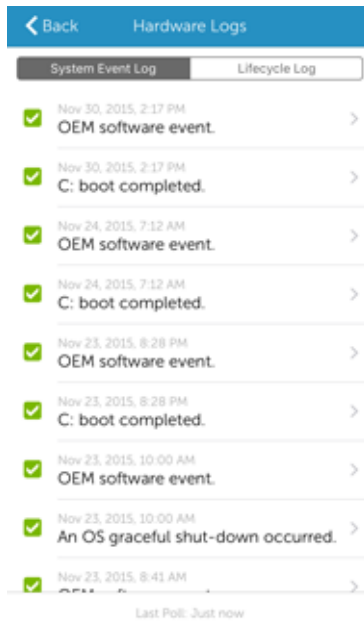 Back
Hardware Logs
System Event Log
Lifecycle Log
Nov 30, 2015, 2:17 PM
OEM software event.
Nov 30, 2015, 2:17 PM
C: boot completed.
Nov 24, 2015, 7:12 AM
OEM software event.
Nov 24, 2015, 7:12 AM
C: boot completed.
Nov 23, 2015, 8:28 PM
OEM software event.
Nov 23, 2015, 8:28 PM
C: boot completed.
Nov 23, 2015, 10:00 AM
OEM software event.
Nov 23, 2015, 10:00 AM
An OS graceful shut-down occurred.
Nov 23, 2015, 8:41 AM
Last Poll: Just now